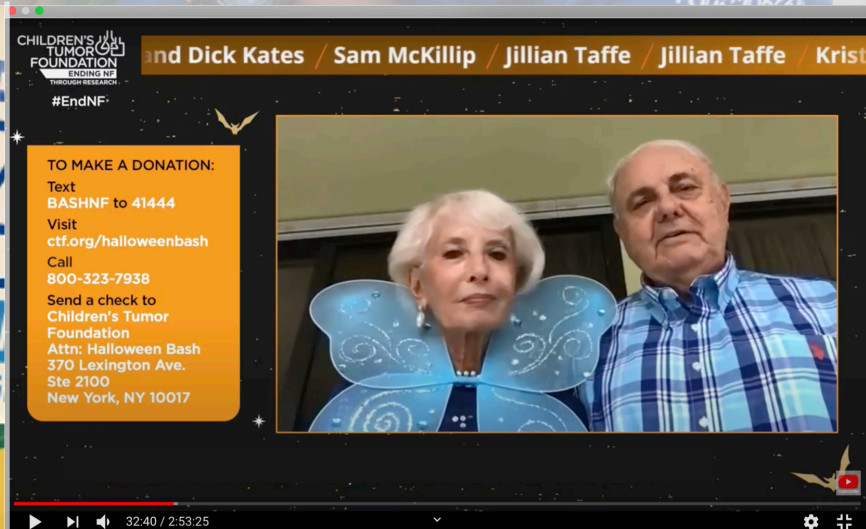 CHILDREN'S
TUMOR
FOUNDATION
ENDING NF
THROUGH RESEARCH
#EndNF
and Dick Kates / Sam McKillip / Jillian Taffe / Jillian Taffe / Krist
TO MAKE A DONATION:
Text
BASHNF to 41444
Visit
ctf.org/halloweenbash
Call
800-323-7938
Send a check to
Children's Tumor
Foundation
Attn: Halloween Bash
370 Lexington Ave.
Ste 2100
New York, NY 10017
32:40 / 2:53:25